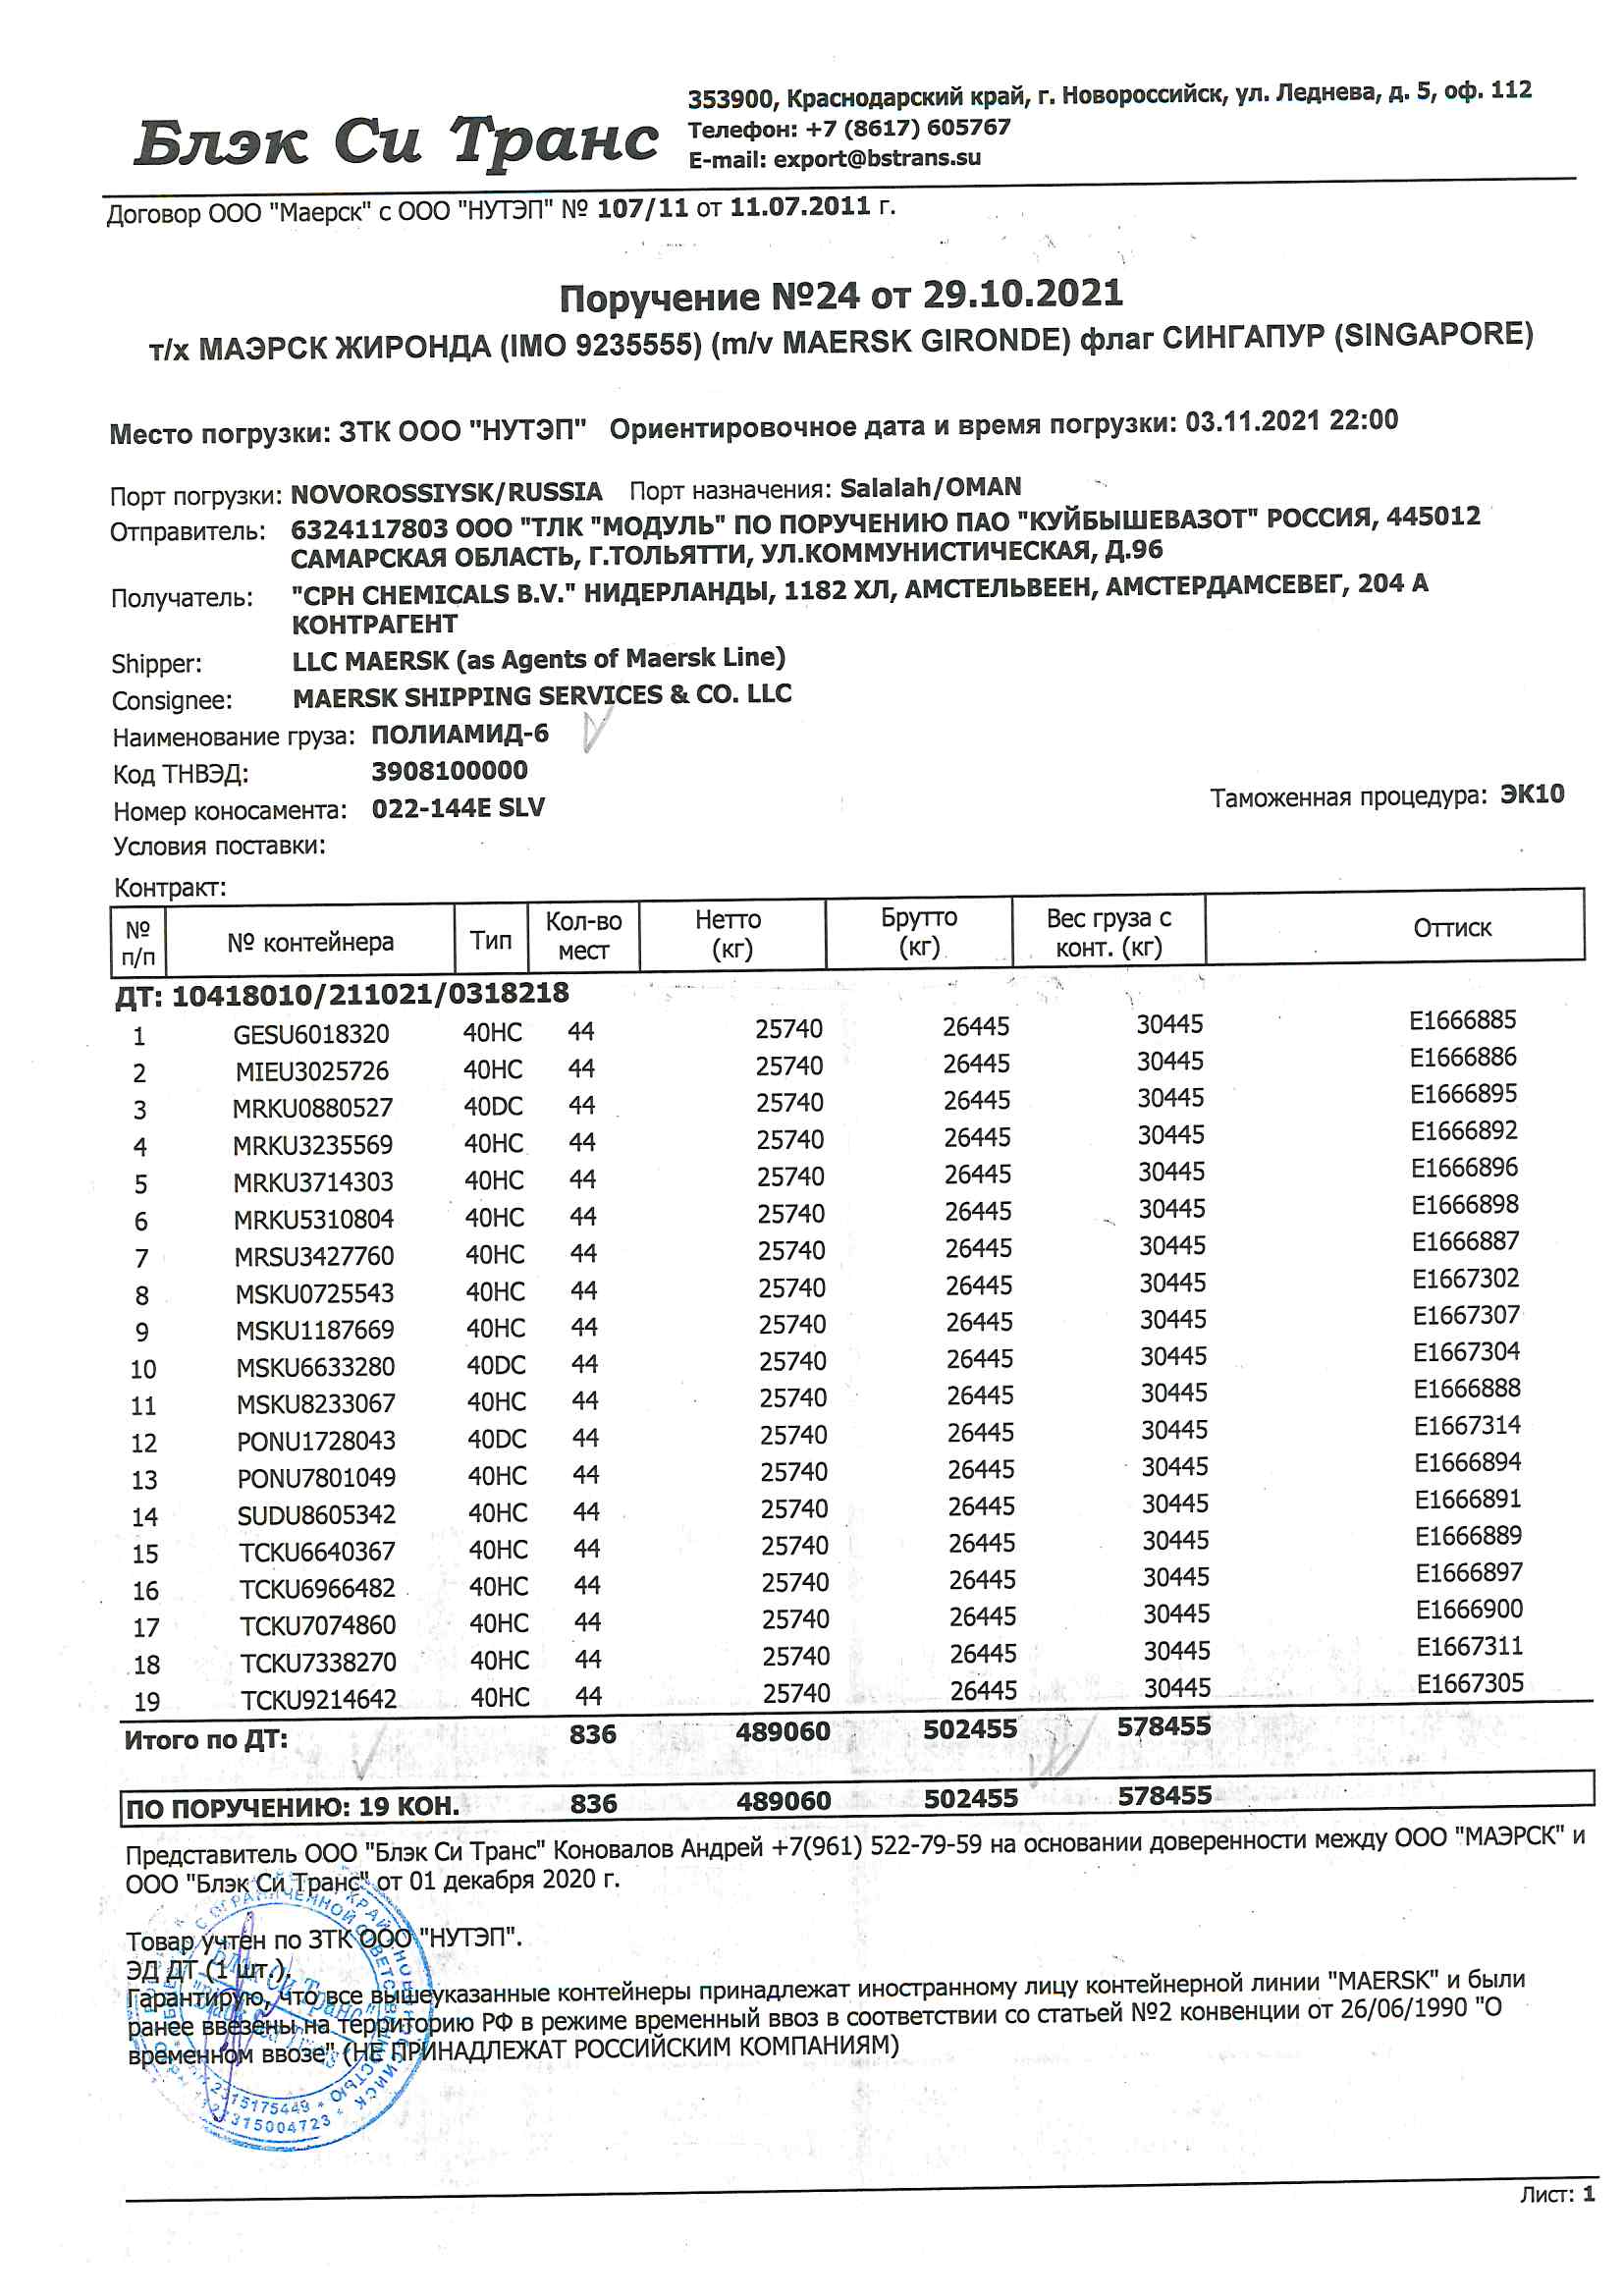 Блэк Си Транс
353900, Краснодарский край, г. Новороссийск, ул. Леднева, д. 5, оф. 112
Телефон: +7 (8617) 605767
E-mail: export@bstrans.su
Договор ООО "Маерск" с ООО "НУТЭП" № 107/11 от 11.07.2011 г.
Поручение №24 от 29.10.2021
т/х МАЭРСК ЖИРОНДА (IMO 9235555) (m/v MAERSK GIRONDE) флаг СИНГАПУР (SINGAPORE)
Место погрузки: ЗТК ООО "НУТЭП" Ориентировочное дата и время погрузки: 03.11.2021 22:00
Порт погрузки: NOVOROSSIYSK/RUSSIA Порт назначения: Salalah/OMAN
Отправитель: 6324117803 ООО "ТЛК "МОДУЛЬ" ПО ПОРУЧЕНИЮ ПАО "КУЙБЫШЕВАЗОТ" РОССИЯ, 445012
САМАРСКАЯ ОБЛАСТЬ, Г.ТОЛЬЯТТИ, УЛ.КОММУНИСТИЧЕСКАЯ, Д.96
Получатель: "CPH CHEMICALS B.V." НИДЕРЛАНДЫ, 1182 ХЛ, АМСТЕЛЬВЕЕН, АМСТЕРДАМСЕВЕГ, 204 А
КОНТРАГЕНТ
Shipper: LLC MAERSK (as Agents of Maersk Line)
Consignee: MAERSK SHIPPING SERVICES & CO. LLC
Наименование груза: ПОЛИАМИД-6
Код ТНВЭД: 3908100000
Номер коносамента: 022-144E SLV Таможенная процедура: ЭК10
Условия поставки:
Контракт:
№ п/п № контейнера Тип Кол-во мест Нетто (кг) Брутто (кг) Вес груза с конт. (кг) Оттиск
ДТ: 10418010/211021/0318218
1 GESU6018320 40HC 44 25740 26445 30445 E1666885
2 MIEU3025726 40HC 44 25740 26445 30445 E1666886
3 MRKU0880527 40DC 44 25740 26445 30445 E1666895
4 MRKU3235569 40HC 44 25740 26445 30445 E1666892
5 MRKU3714303 40HC 44 25740 26445 30445 E1666896
6 MRKU5310804 40HC 44 25740 26445 30445 E1666898
7 MRSU3427760 40HC 44 25740 26445 30445 E1666887
8 MSKU0725543 40HC 44 25740 26445 30445 E1667302
9 MSKU1187669 40HC 44 25740 26445 30445 E1667307
10 MSKU6633280 40DC 44 25740 26445 30445 E1667304
11 MSKU8233067 40HC 44 25740 26445 30445 E1666888
12 PONU1728043 40DC 44 25740 26445 30445 E1667314
13 PONU7801049 40HC 44 25740 26445 30445 E1666894
14 SUDU8605342 40HC 44 25740 26445 30445 E1666891
15 TCKU6640367 40HC 44 25740 26445 30445 E1666889
16 TCKU6966482 40HC 44 25740 26445 30445 E1666897
17 TCKU7074860 40HC 44 25740 26445 30445 E1666900
18 TCKU7338270 40HC 44 25740 26445 30445 E1667311
19 TCKU9214642 40HC 44 25740 26445 30445 E1667305
Итого по ДТ: 836 489060 502455 578455
ПО ПОРУЧЕНИЮ: 19 КОН. 836 489060 502455 578455
Представитель ООО "Блэк Си Транс" Коновалов Андрей +7(961) 522-79-59 на основании доверенности между ООО "МАЭРСК" и
ООО "Блэк Си Транс" от 01 декабря 2020 г.
Товар учтен по ЗТК ООО "НУТЭП".
ЭД ДТ (1 шт.).
Гарантирую, что все вышеуказанные контейнеры принадлежат иностранному лицу контейнерной линии "MAERSK" и были
ранее ввезены на территорию РФ в режиме временный ввоз в соответствии со статьей №2 конвенции от 26/06/1990 "О
временном ввозе" (НЕ ПРИНАДЛЕЖАТ РОССИЙСКИМ КОМПАНИЯМ)
Лист: 1